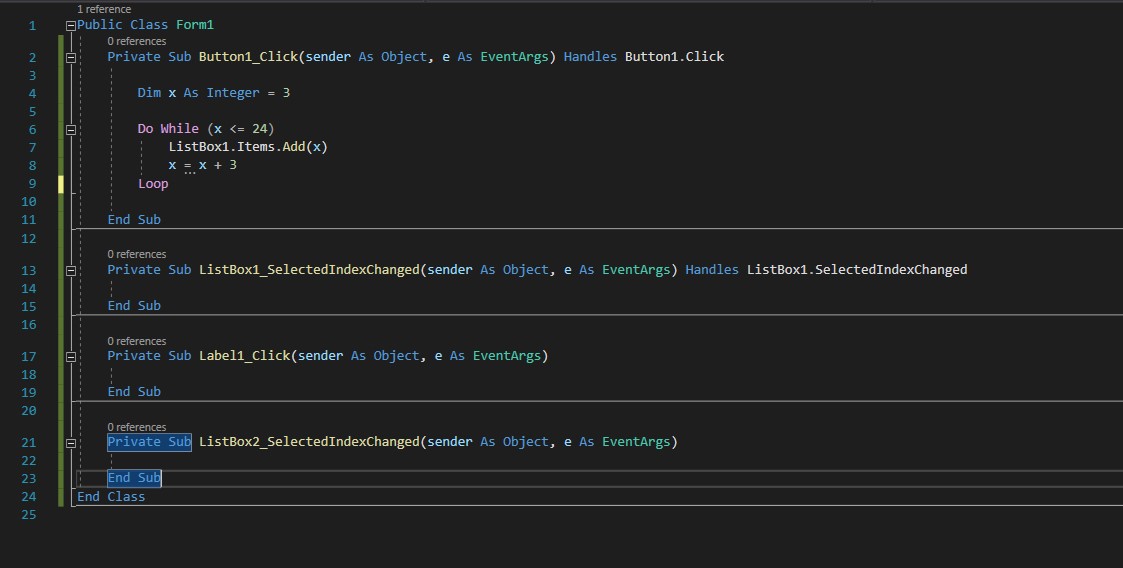 1 reference
1 Public Class Form1
0 references
2 Private Sub Button1_Click(sender As Object, e As EventArgs) Handles Button1.Click
3
4 Dim x As Integer = 3
5
6 Do While (x <= 24)
7 ListBox1.Items.Add(x)
8 x = x + 3
9 Loop
10
11 End Sub
12
0 references
13 Private Sub ListBox1_SelectedIndexChanged(sender As Object, e As EventArgs) Handles ListBox1.SelectedIndexChanged
14
15 End Sub
16
0 references
17 Private Sub Label1_Click(sender As Object, e As EventArgs)
18
19 End Sub
20
0 references
21 Private Sub ListBox2_SelectedIndexChanged(sender As Object, e As EventArgs)
22
23 End Sub
24 End Class
25